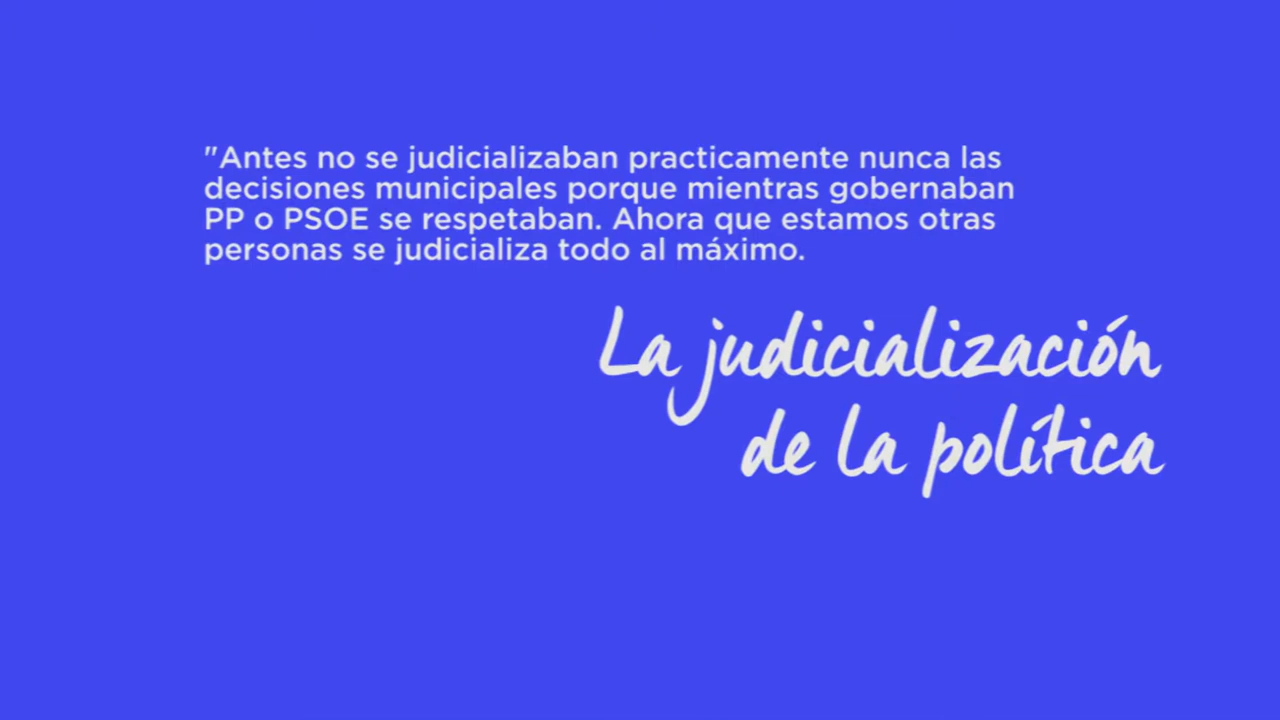 "Antes no se judicializaban practicamente nunca las
decisiones municipales porque mientras gobernaban
PP o PSOE se respetaban. Ahora que estamos otras
personas se judicializa todo al máximo.
La judicialización
de la política